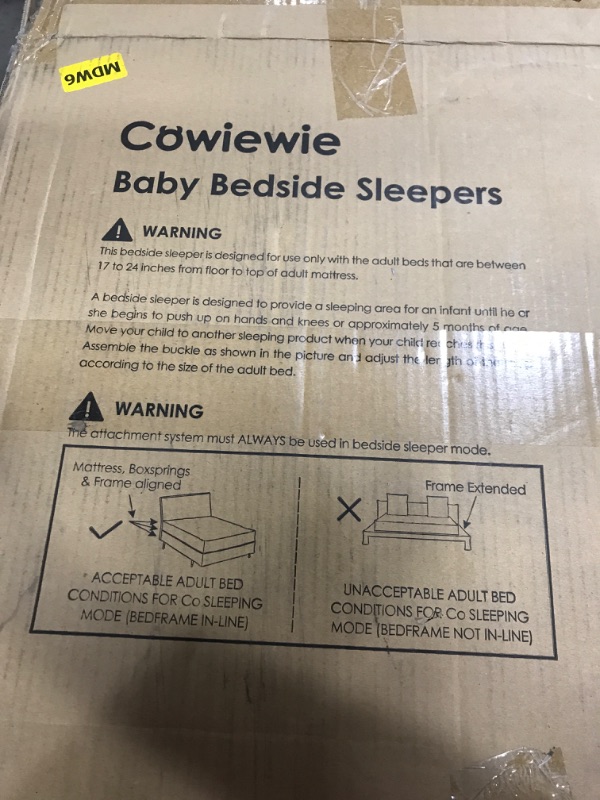 MDW6
Cowiewie
Baby Bedside Sleepers
WARNING
This bedside sleeper is designed for use only with the adult beds that are between
17 to 24 inches from floor to top of adult mattress.
A bedside sleeper is designed to provide a sleeping area for an infant until he or
she begins to push up on hands and knees or approximately 5 months of age
Move your child to another sleeping product when your child reaches
Assemble the buckle as shown in the picture and adjust the length of the
according to the size of the adult bed.
WARNING
The attachment system must ALWAYS be used in bedside sleeper mode.
Mattress, Boxsprings
& Frame aligned
* ACCEPTABLE ADULT BED
CONDITIONS FOR Co SLEEPING
MODE (BEDFRAME IN-LINE)
Frame Extended
UNACCEPTABLE ADULT BED
CONDITIONS FOR Co SLEEPING
MODE (BEDFRAME NOT IN-LINE)